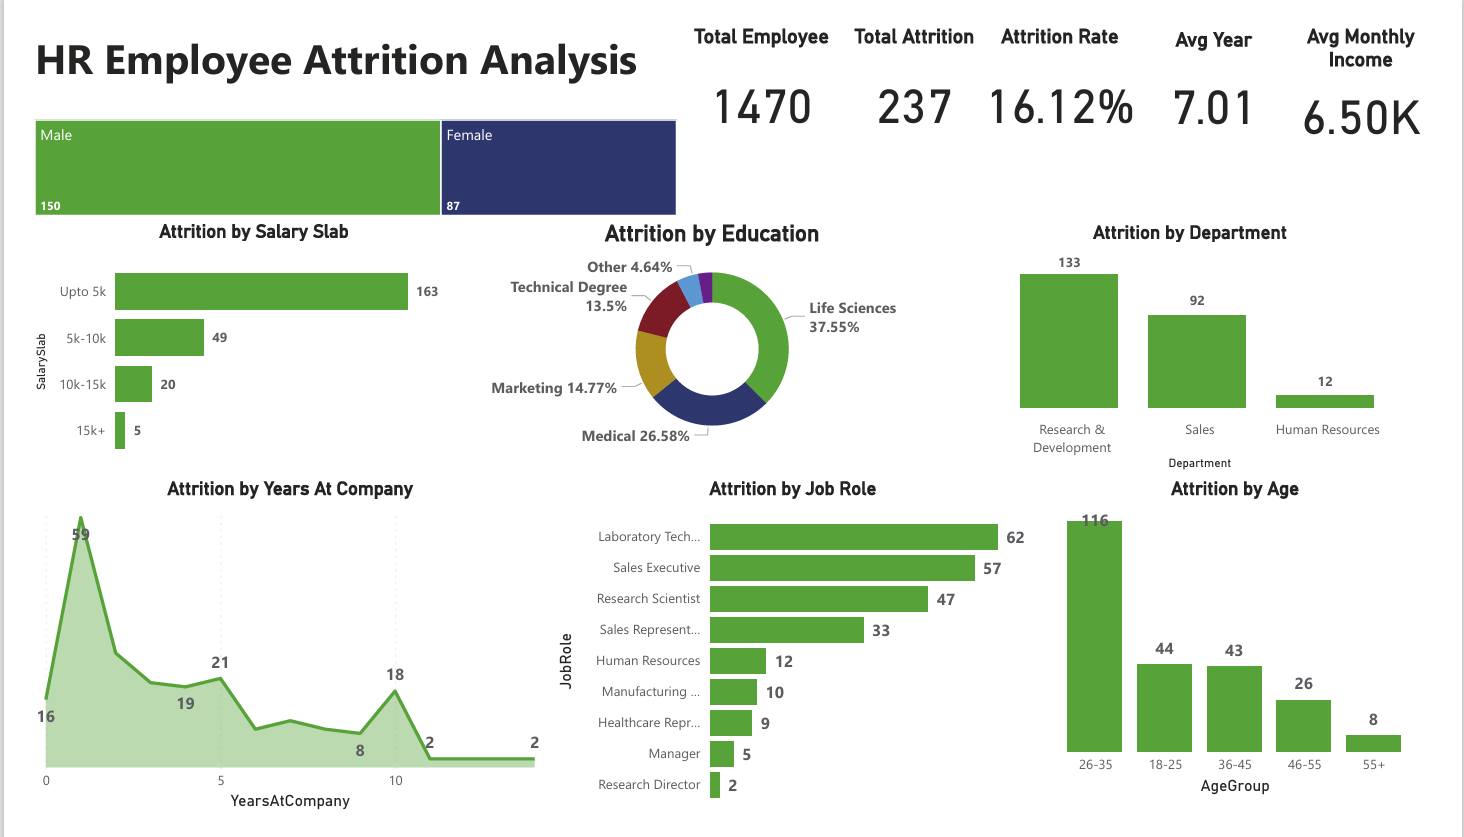 HR Employee Attrition Analysis
Total Employee
1470
Total Attrition
237
Attrition Rate
16.12%
Avg Year
7.01
Avg Monthly
Income
6.50K
Male
150
Female
87
Attrition by Salary Slab
SalarySlab
Upto 5k
163
5k-10k
49
10k-15k
20
15k+
5
Attrition by Education
Other 4.64%
Technical Degree
13.5%
Life Sciences
37.55%
Marketing 14.77%
Medical 26.58%
Attrition by Department
133
92
12
Research &
Development
Sales
Human Resources
Department
Attrition by Years At Company
59
16
19
21
8
18
2
2
0
5
10
YearsAtCompany
Attrition by Job Role
JobRole
Laboratory Tech...
62
Sales Executive
57
Research Scientist
47
Sales Represent...
33
Human Resources
12
Manufacturing ...
10
Healthcare Repr...
9
Manager
5
Research Director
2
Attrition by Age
116
44
43
26
8
26-35
18-25
36-45
46-55
55+
AgeGroup